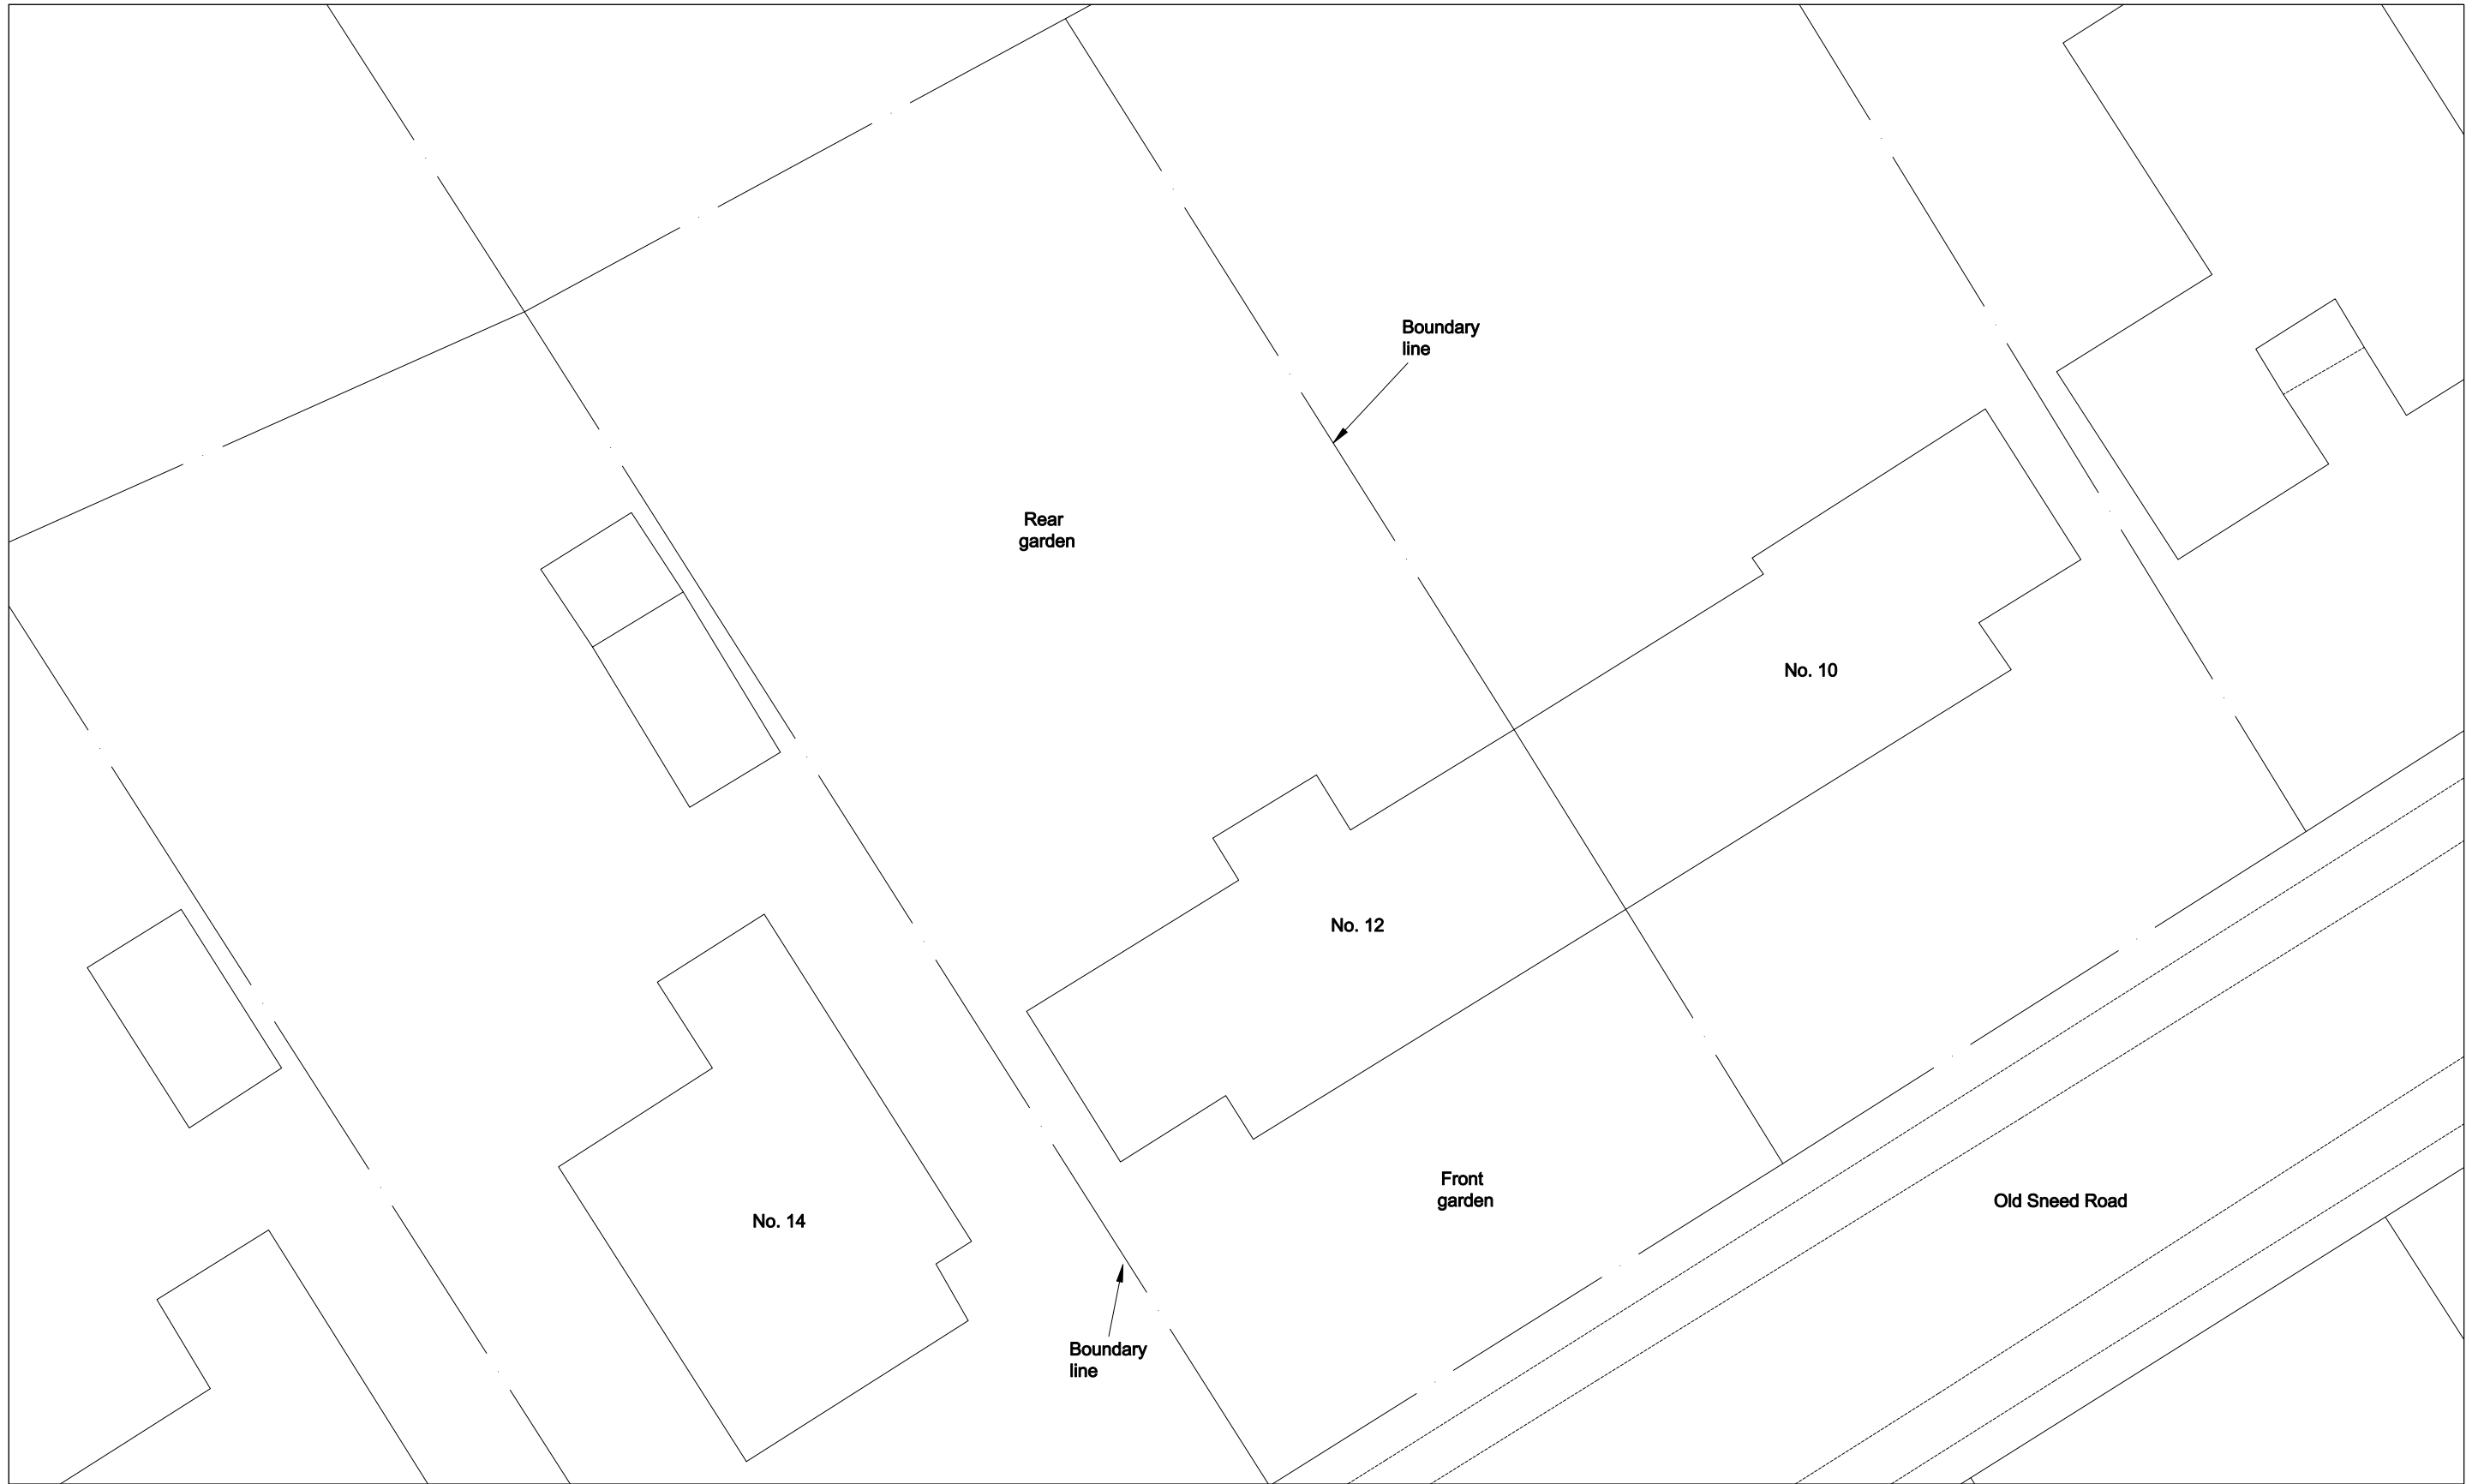 Boundary
line
Rear
garden
No. 10
No. 12
Front
garden
Old Sneed Road
No. 14
Boundary
line